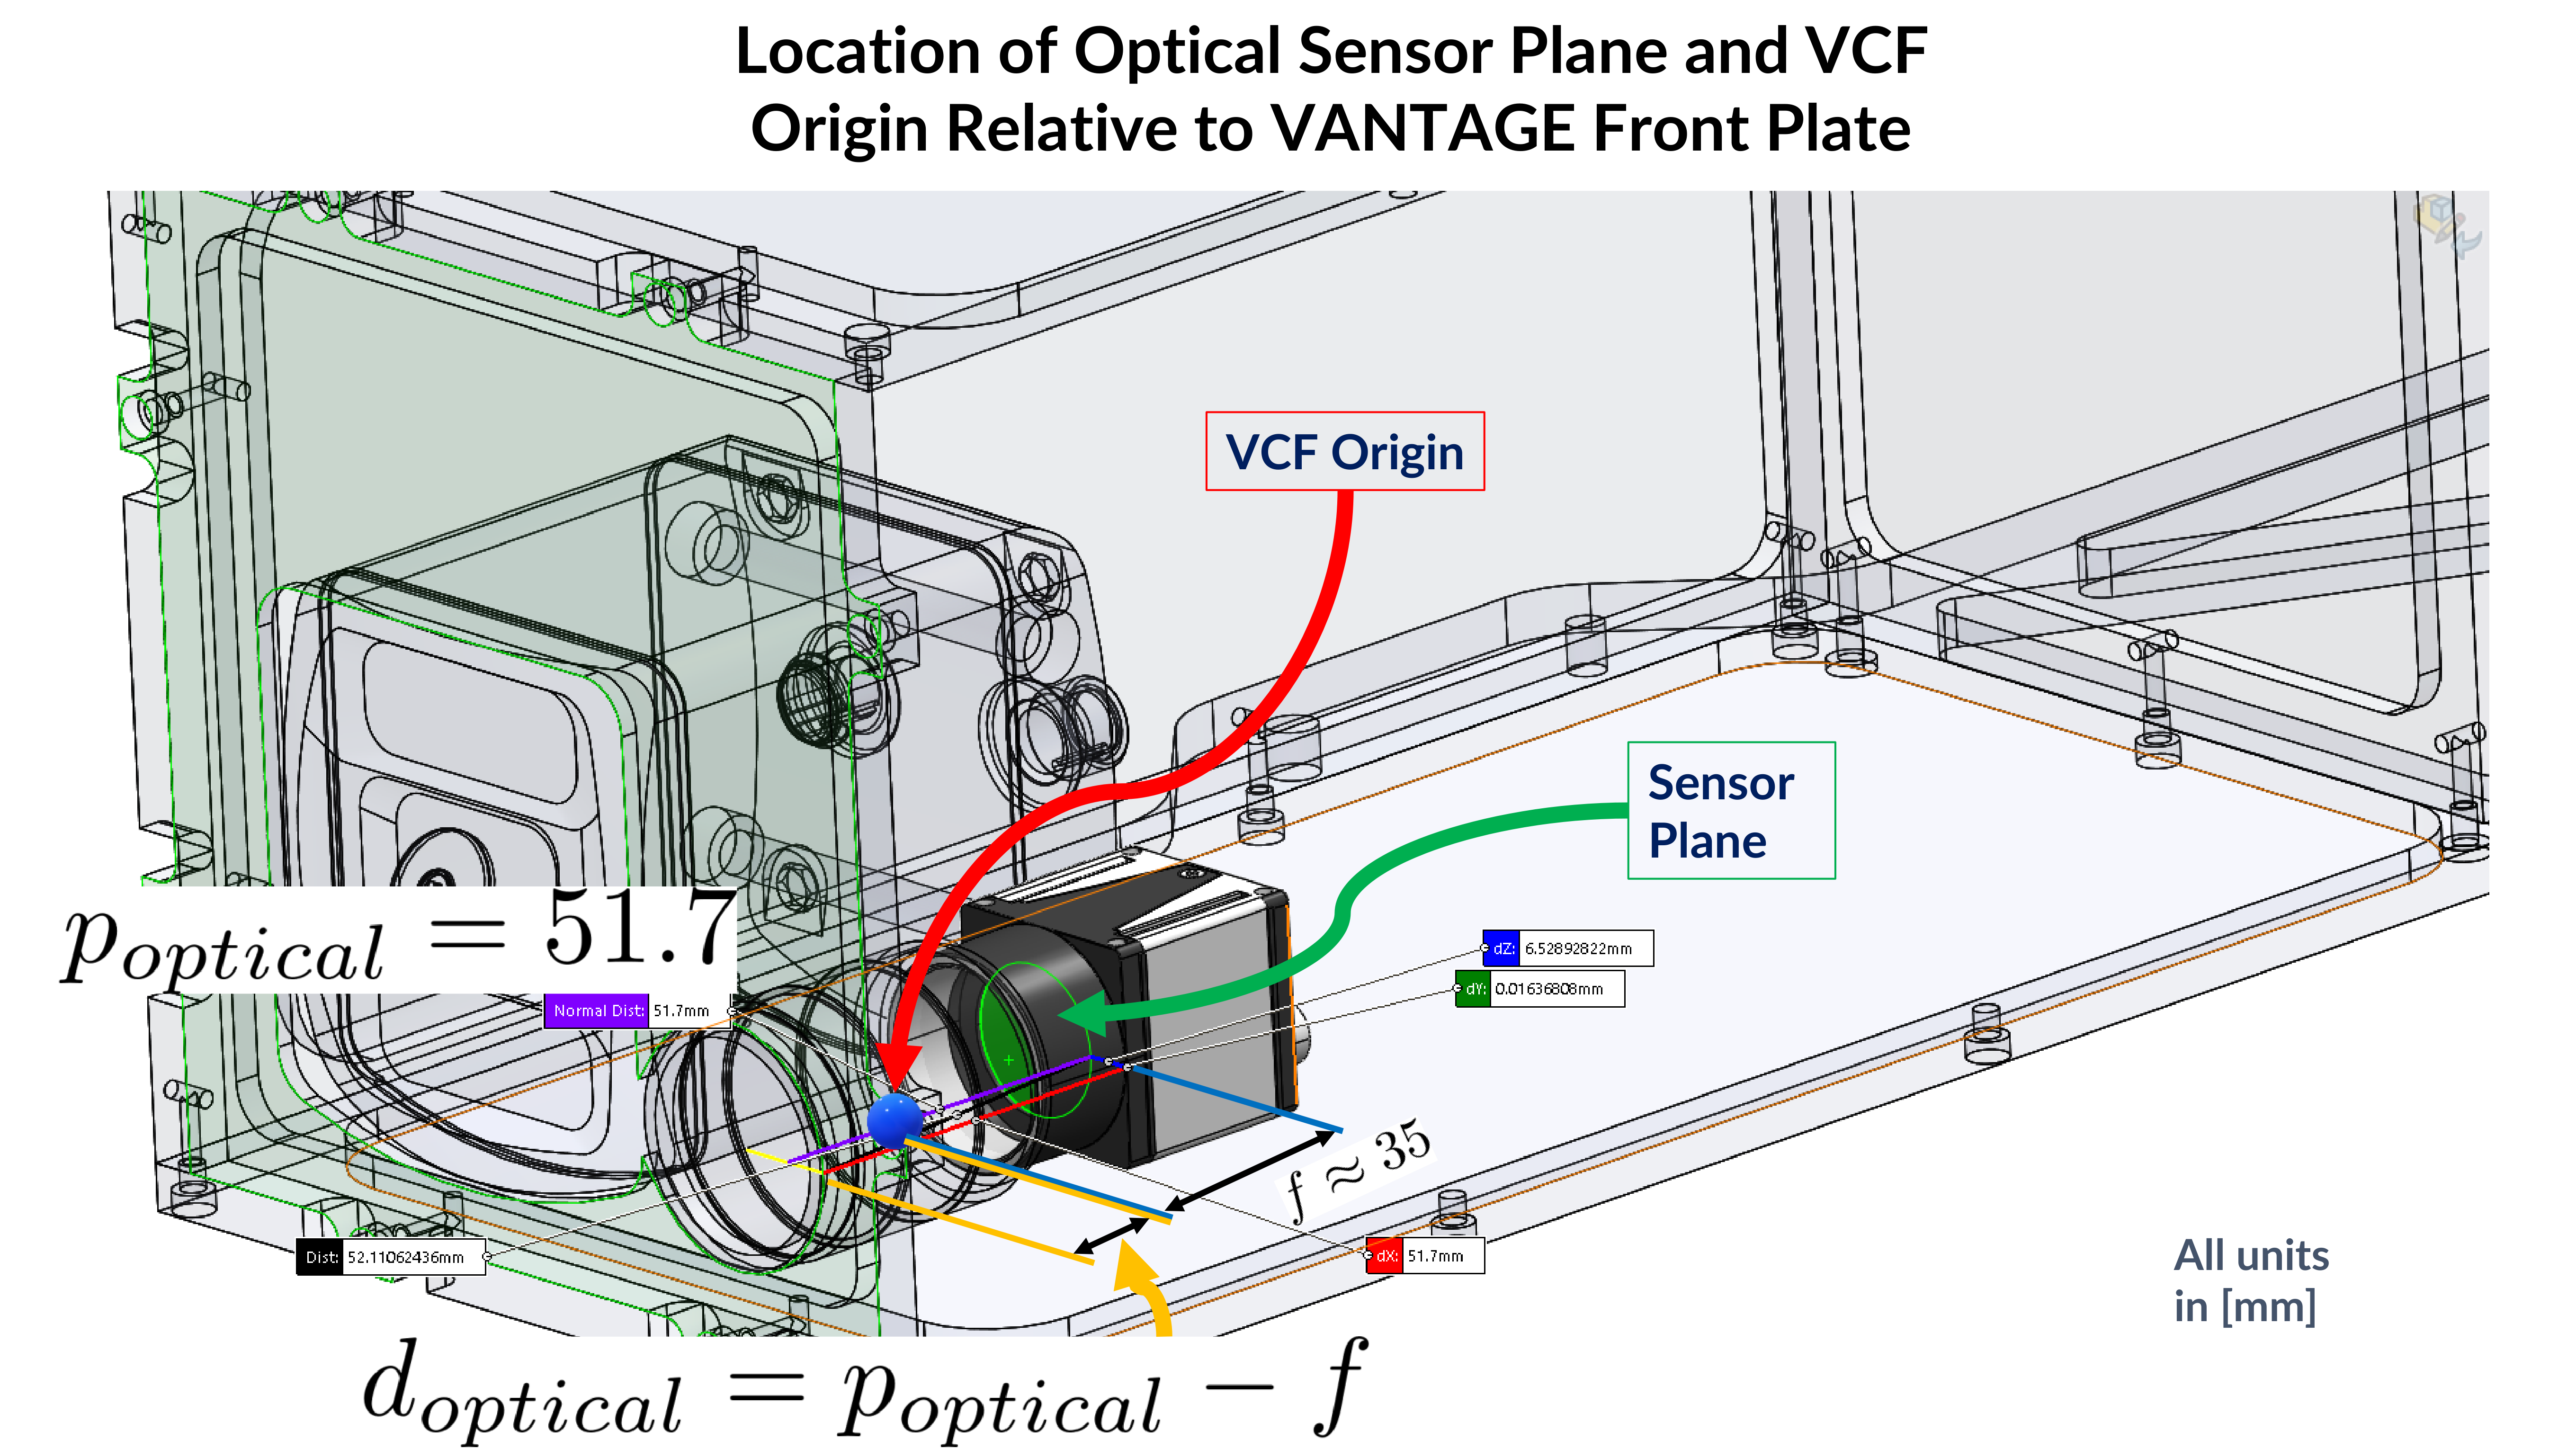 Location of Optical Sensor Plane and VCF
Origin Relative to VANTAGE Front Plate
VCF Origin
Sensor
Plane
p_{optical} = 51.7
dZ: 6.52892822mm
dY: 0.01636808mm
Normal Dist: 51.7mm
f ≈ 35
Dist: 52.11062436mm
dX: 51.7mm
All units
in [mm]
d_{optical} = p_{optical} − f